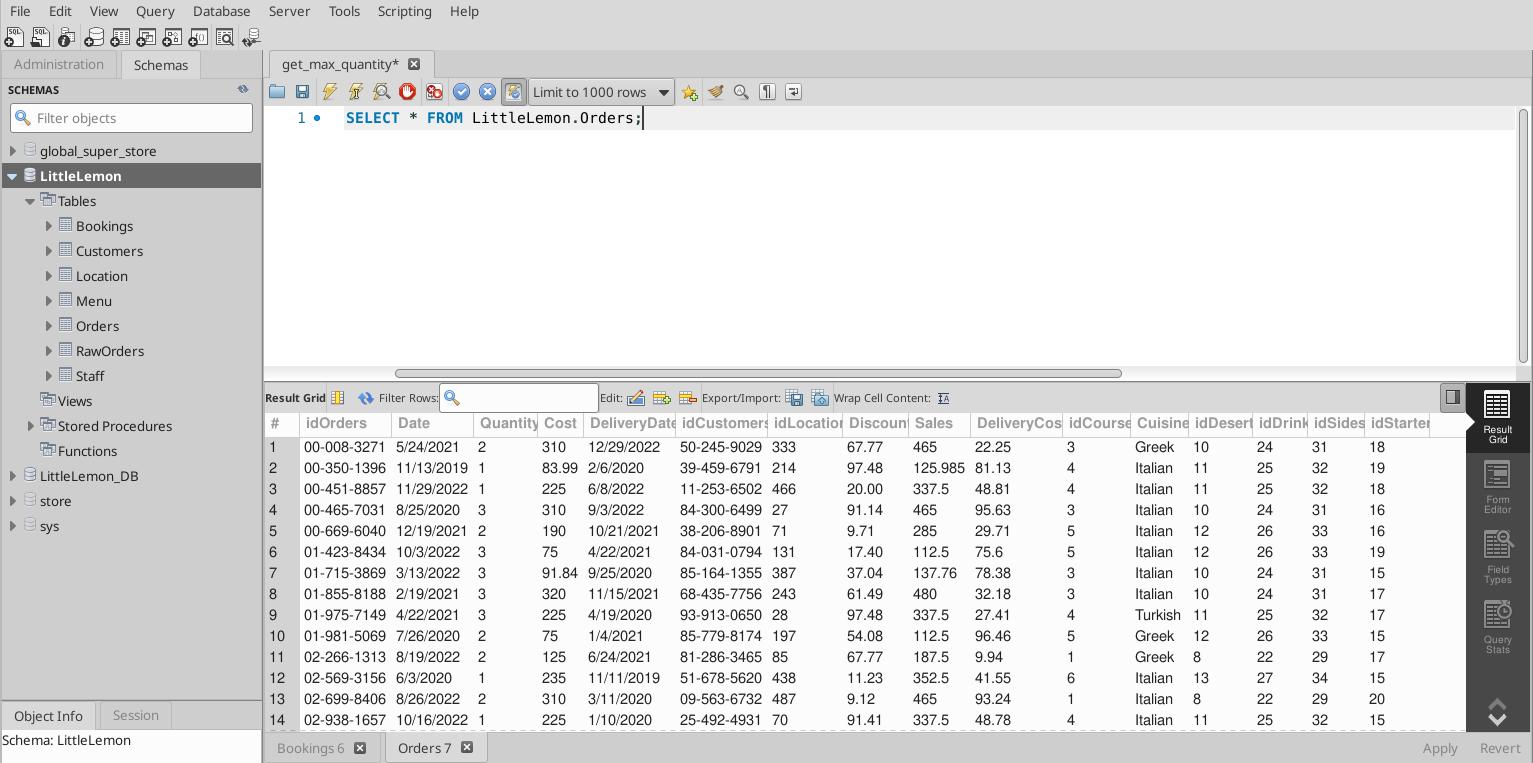 File Edit View Query Database Server Tools Scripting Help
Administration Schemas
SCHEMAS
Filter objects
global_super_store
LittleLemon
Tables
Bookings
Customers
Location
Menu
Orders
RawOrders
Staff
Views
Stored Procedures
Functions
LittleLemon_DB
store
sys
Object Info Session
Schema: LittleLemon
get_max_quantity*
Limit to 1000 rows
1 SELECT * FROM LittleLemon.Orders;
Result Grid Filter Rows: Edit: Export/Import: Wrap Cell Content:
# idOrders Date Quantity Cost DeliveryDate idCustomers idLocation Discoun Sales DeliveryCos idCourse Cuisine idDesert idDrink idSides idStarter
1 00-008-3271 5/24/2021 2 310 12/29/2022 50-245-9029 333 67.77 465 22.25 3 Greek 10 24 31 18
2 00-350-1396 11/13/2019 1 83.99 2/6/2020 39-459-6791 214 97.48 125.985 81.13 4 Italian 11 25 32 19
3 00-451-8857 11/29/2022 1 225 6/8/2022 11-253-6502 466 20.00 337.5 48.81 4 Italian 11 25 32 18
4 00-465-7031 8/25/2020 3 310 9/3/2022 84-300-6499 27 91.14 465 95.63 3 Italian 10 24 31 16
5 00-669-6040 12/19/2021 2 190 10/21/2021 38-206-8901 71 9.71 285 29.71 5 Italian 12 26 33 16
6 01-423-8434 10/3/2022 3 75 4/22/2021 84-031-0794 131 17.40 112.5 75.6 5 Italian 12 26 33 19
7 01-715-3869 3/13/2022 3 91.84 9/25/2020 85-164-1355 387 37.04 137.76 78.38 3 Italian 10 24 31 15
8 01-855-8188 2/19/2021 3 320 11/15/2021 68-435-7756 243 61.49 480 32.18 3 Italian 10 24 31 17
9 01-975-7149 4/22/2021 3 225 4/19/2020 93-913-0650 28 97.48 337.5 27.41 4 Turkish 11 25 32 17
10 01-981-5069 7/26/2020 2 75 1/4/2021 85-779-8174 197 54.08 112.5 96.46 5 Greek 12 26 33 15
11 02-266-1313 8/19/2022 2 125 6/24/2021 81-286-3465 85 67.77 187.5 9.94 1 Greek 8 22 29 17
12 02-569-3156 6/3/2020 1 235 11/11/2019 51-678-5620 438 11.23 352.5 41.55 6 Italian 13 27 34 15
13 02-699-8406 8/26/2022 2 310 3/11/2020 09-563-6732 487 9.12 465 93.24 1 Italian 8 22 29 20
14 02-938-1657 10/16/2022 1 225 1/10/2020 25-492-4931 70 91.41 337.5 48.78 4 Italian 11 25 32 15
Result
Grid
Form
Editor
Field
Types
Query
Stats
Bookings 6 Orders 7 Apply Revert